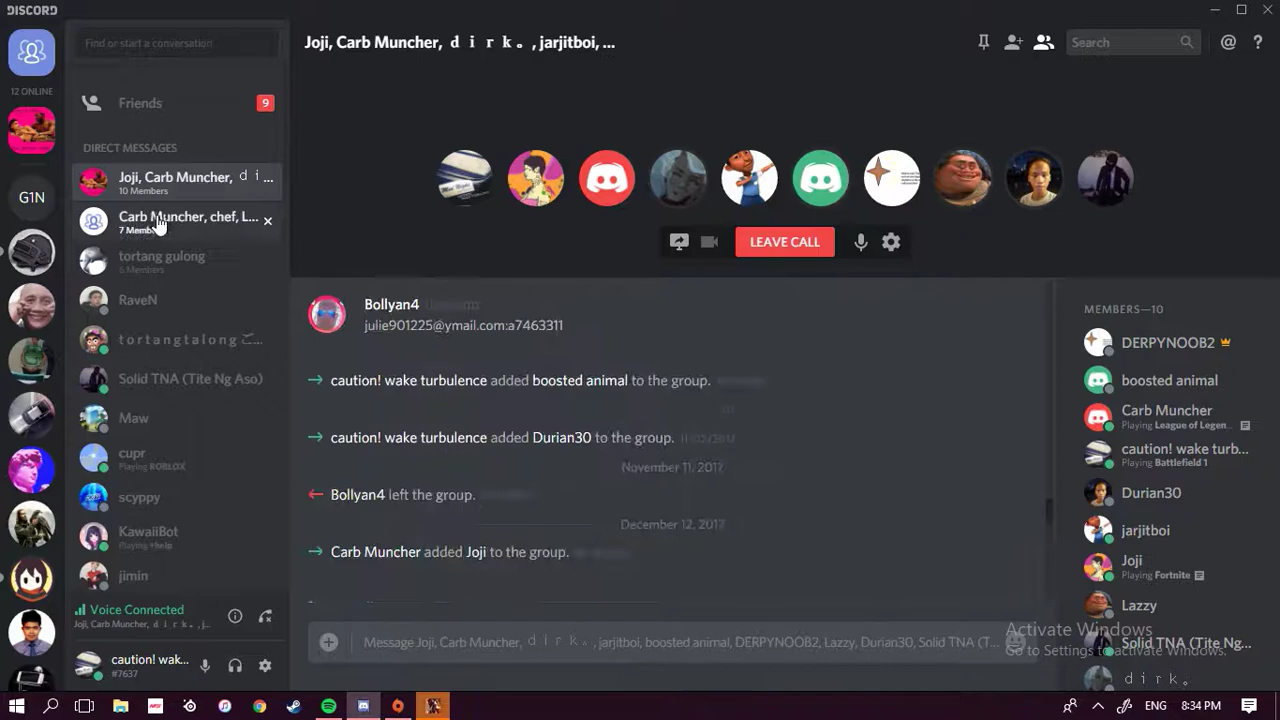 DISCORD
Find or start a conversation
Joji, Carb Muncher, ｄｉｒｋ。, jarjitboi, ...
Search
12 ONLINE
Friends
9
DIRECT MESSAGES
Joji, Carb Muncher, ｄｉ...
10 Members
G1N
Carb Muncher, chef, L...
7 Memb
tortang gulong
6 Members
RaveN
ｔｏｒｔａｎｇｔａｌｏｎｇ ご...
Solid TNA (Tite Ng Aso)
Maw
cupr
Playing ROBLOX
scyppy
KawaiiBot
Playing +help
jimin
Voice Connected
Joji, Carb Muncher, ｄｉｒｋ。, j...
caution! wak...
#7637
LEAVE CALL
Bollyan4
julie901225@ymail.com:a7463311
caution! wake turbulence added boosted animal to the group.
caution! wake turbulence added Durian30 to the group.
November 11, 2017
Bollyan4 left the group.
December 12, 2017
Carb Muncher added Joji to the group.
Message Joji, Carb Muncher, ｄｉｒｋ。, jarjitboi, boosted animal, DERPYNOOB2, Lazzy, Durian30, Solid TNA (T...
MEMBERS—10
DERPYNOOB2
boosted animal
Carb Muncher
Playing League of Legen...
caution! wake turb...
Playing Battlefield 1
Durian30
jarjitboi
Joji
Playing Fortnite
Lazzy
Solid TNA (Tite Ng...
ｄｉｒｋ。
Activate Windows
Go to Settings to activate Windows.
ENG
8:34 PM